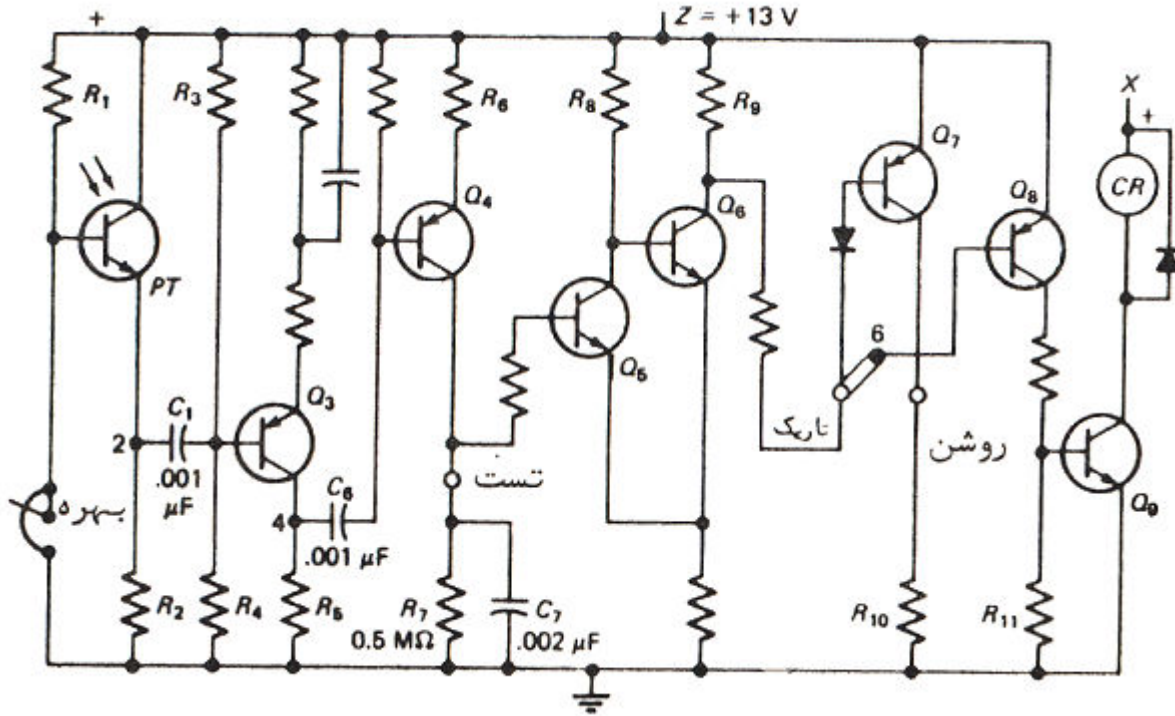 + Z = +13 V
R1 R3 R6 R8 R9 X
+
Q7
CR
Q4 Q6 Q8
PT
Q5 6
Q3
C1 تاریک
2 روشن
.001 μF تست
بهره C6 Q9
4
.001 μF
R2 R4 R5 R7 C7 R10 R11
0.5 MΩ .002 μF